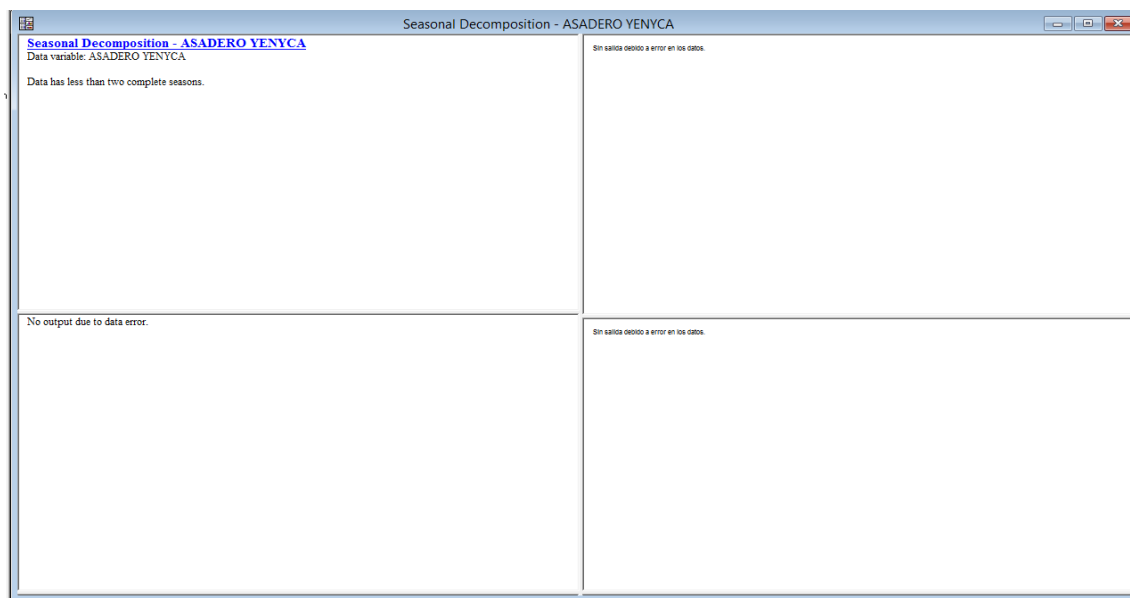 Seasonal Decomposition - ASADERO YENYCA
Seasonal Decomposition - ASADERO YENYCA
Data variable: ASADERO YENYCA
Data has less than two complete seasons.
Sin salida debido a error en los datos.
No output due to data error.
Sin salida debido a error en los datos.